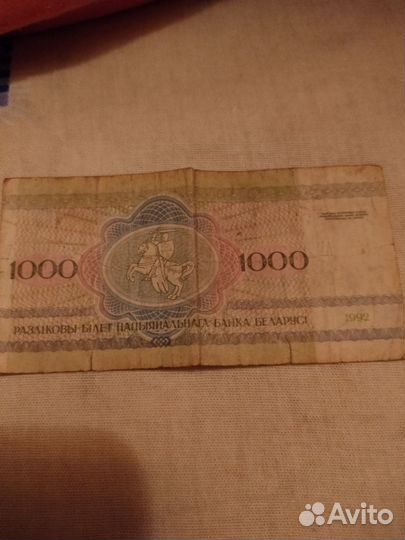 1000 1000
РАЗЛІКОВЫ БІЛЕТ НАЦЫЯНАЛЬНАГА БАНКА БЕЛАРУСІ 1992
Avito